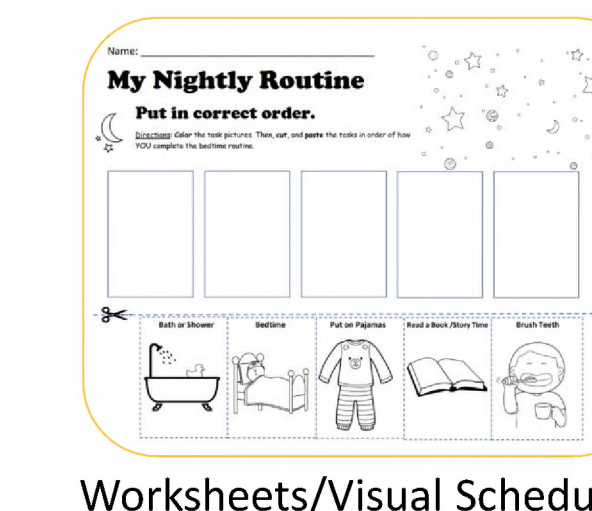 Name:
My Nightly Routine
Put in correct order.
Directions: Color the task pictures. Then, cut, and paste the tasks in order of how
YOU complete the bedtime routine.
Bath or Shower
Bedtime
Put on Pajamas
Read a Book /Story Time
Brush Teeth
Worksheets/Visual Schedu